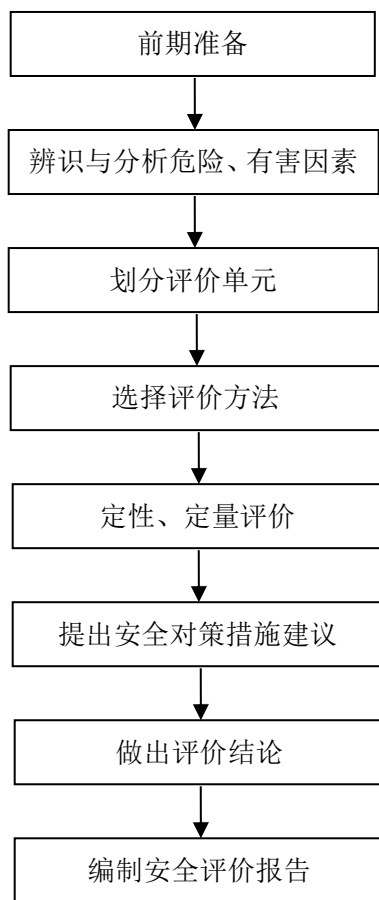 前期准备
辨识与分析危险、有害因素
划分评价单元
选择评价方法
定性、定量评价
提出安全对策措施建议
做出评价结论
编制安全评价报告